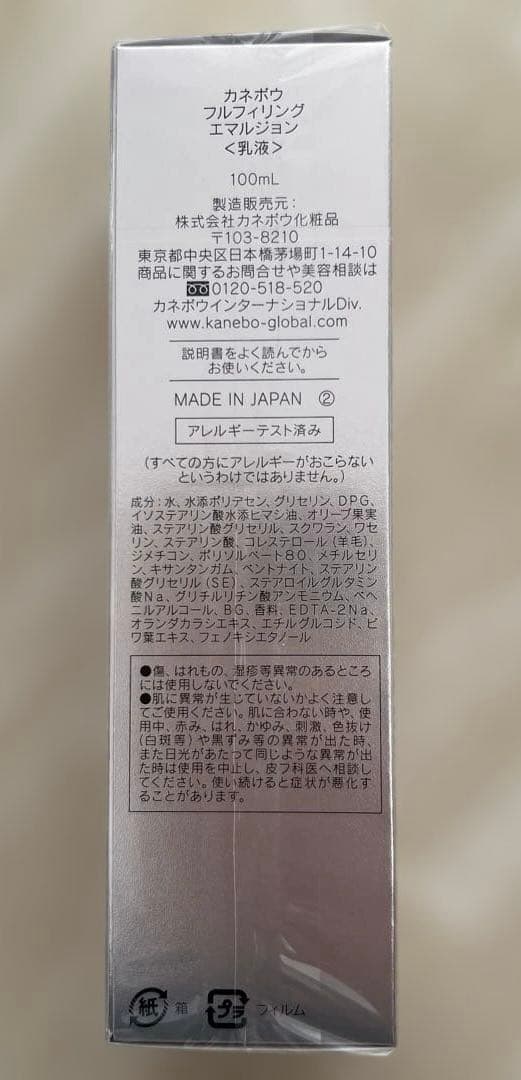 カネボウ
フルフィリング
エマルジョン
<乳液>
100mL
製造販売元：
株式会社カネボウ化粧品
〒103-8210
東京都中央区日本橋茅場町1-14-10
商品に関するお問合せや美容相談は
0120-518-520
カネボウインターナショナルDiv.
www.kanebo-global.com
説明書をよく読んでから
お使いください。
MADE IN JAPAN ②
アレルギーテスト済み
（すべての方にアレルギーがおこらない
というわけではありません。）
成分：水、水添ポリデセン、グリセリン、DPG、
イソステアリン酸水添ヒマシ油、オリーブ果実
油、ステアリン酸グリセリル、スクワラン、ワセ
リン、ステアリン酸、コレステロール（羊毛）、
ジメチコン、ポリソルベート80、メチルセリ
ン、キサンタンガム、ベントナイト、ステアリン
酸グリセリル（SE）、ステアロイルグルタミン
酸Na、グリチルリチン酸アンモニウム、ベヘ
ニルアルコール、BG、香料、EDTA-2Na、
オランダカラシエキス、エチルグルコシド、ビ
ワ葉エキス、フェノキシエタノール
●傷、はれもの、湿疹等異常のあるところ
には使用しないでください。
●肌に異常が生じていないかよく注意し
てご使用ください。肌に合わない時や、使
用中、赤み、はれ、かゆみ、刺激、色抜け
（白斑等）や黒ずみ等の異常が出た時、
また日光があたって同じような異常が出
た時は使用を中止し、皮フ科医へ相談し
てください。使い続けると症状が悪化す
ることがあります。
紙 箱 プラ フィルム